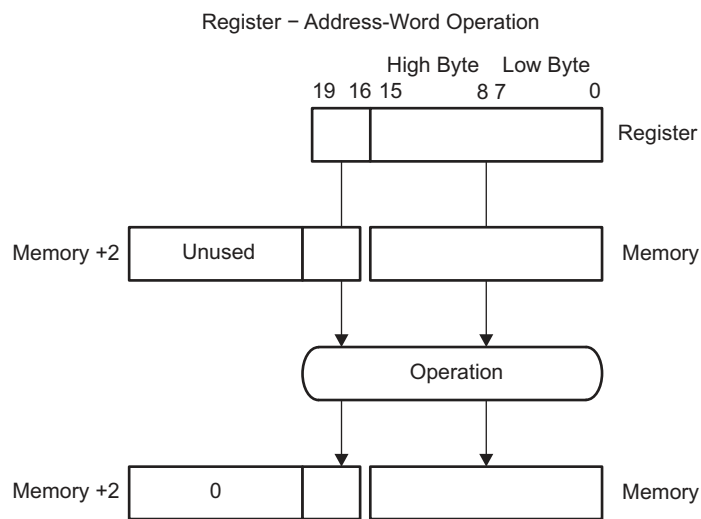 Register − Address-Word Operation
High Byte Low Byte
19 16 15 8 7 0
Register
Memory +2 Unused Memory
Operation
Memory +2 0 Memory